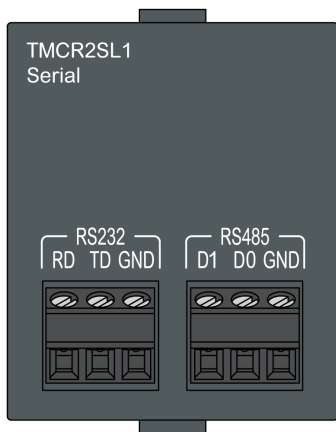 TMCR2SL1
Serial
RS232 RS485
RD TD GND D1 D0 GND